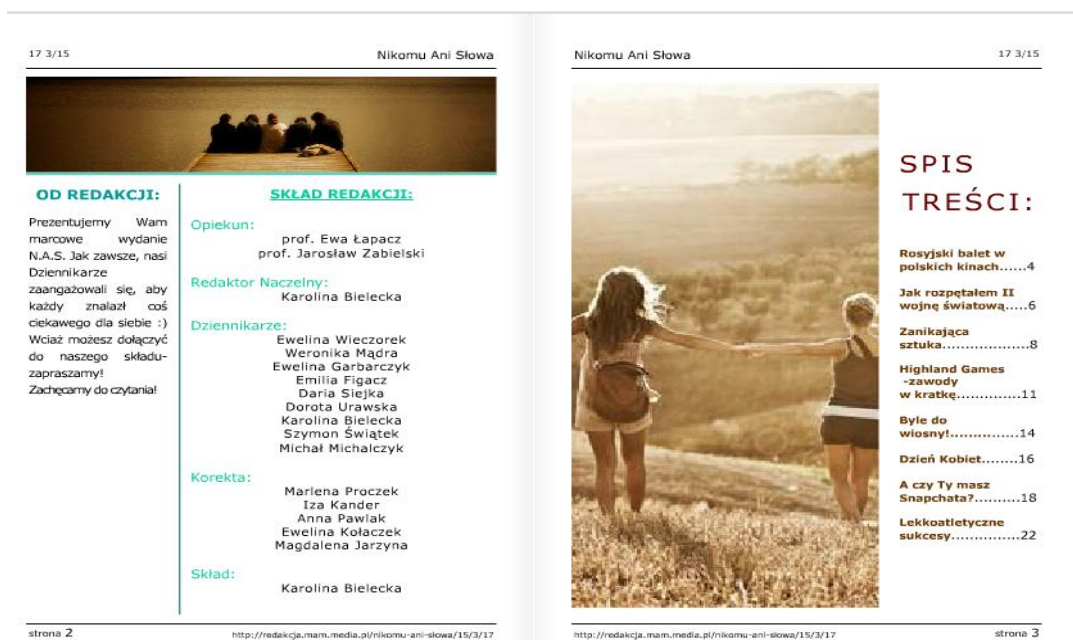 17 3/15
Nikomu Ani Słowa
OD REDAKCJI:
Prezentujemy Wam
marcowe wydanie
N.A.S. Jak zawsze, nasi
Dziennikarze
zaangażowali się, aby
każdy znalazł coś
ciekawego dla siebie :)
Wciaż możesz dołączyć
do naszego składu-
zapraszamy!
Zachęcamy do czytania!
SKŁAD REDAKCJI:
Opiekun:
prof. Ewa Łapacz
prof. Jarosław Zabielski
Redaktor Naczelny:
Karolina Bielecka
Dziennikarze:
Ewelina Wieczorek
Weronika Mądra
Ewelina Garbarczyk
Emilia Figacz
Daria Siejka
Dorota Urawska
Karolina Bielecka
Szymon Świątek
Michał Michalczyk
Korekta:
Marlena Proczek
Iza Kander
Anna Pawlak
Ewelina Kołaczek
Magdalena Jarzyna
Skład:
Karolina Bielecka
strona 2
http://redakcja.mam.media.pl/nikomu-ani-słowa/15/3/17
Nikomu Ani Słowa
17 3/15
SPIS
TREŚCI:
Rosyjski balet w
polskich kinach......4
Jak rozpętałem II
wojnę światową.....6
Zanikająca
sztuka..................8
Highland Games
-zawody
w kratkę..............11
Byle do
wiosny!...............14
Dzień Kobiet........16
A czy Ty masz
Snapchata?..........18
Lekkoatletyczne
sukcesy...............22
http://redakcja.mam.media.pl/nikomu-ani-słowa/15/3/17
strona 3